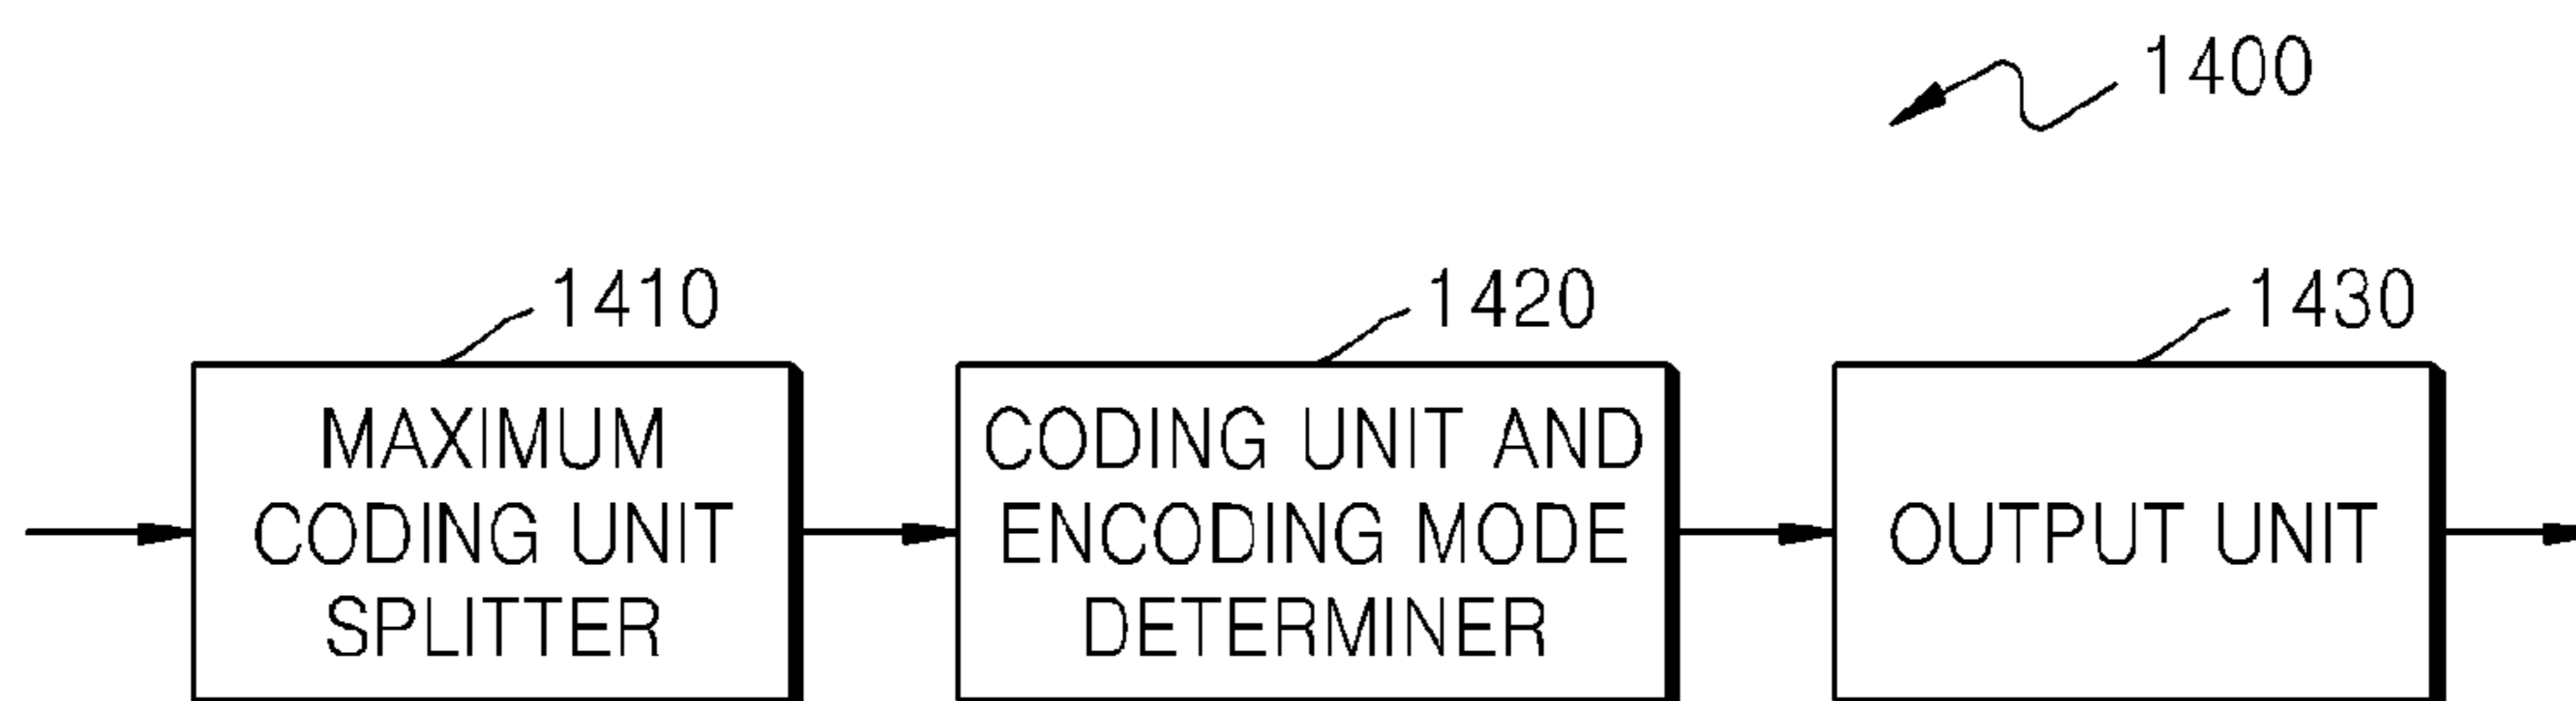 1400
1410
1420
1430
MAXIMUM
CODING UNIT
SPLITTER
CODING UNIT AND
ENCODING MODE
DETERMINER
OUTPUT UNIT